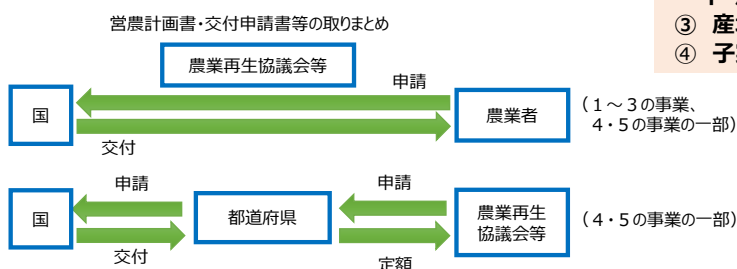 ③ 産
④ 子
営農計画書・交付申請書等の取りまとめ
農業再生協議会等
申請
国
農業者
（１～３の事業、
４・５の事業の一部）
交付
申請
申請
国
都道府県
農業再生
協議会等
（４・５の事業の一部）
交付
定額